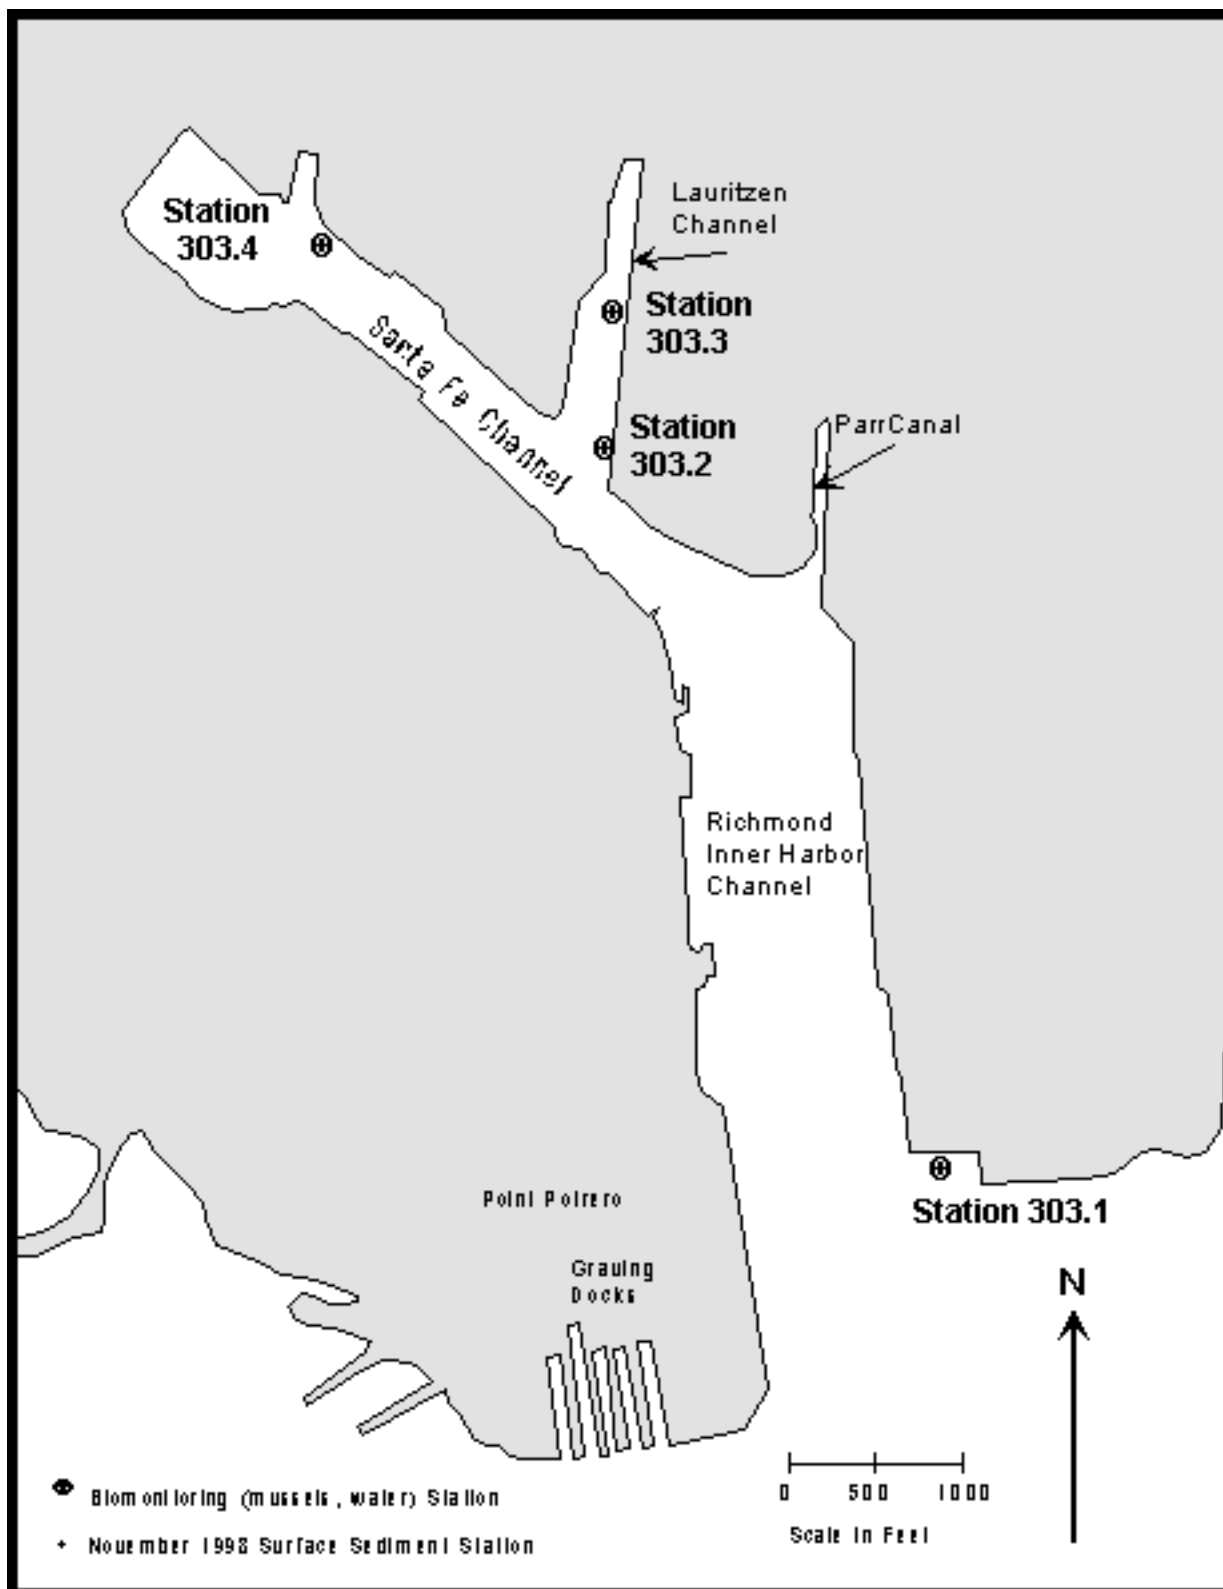 Lauritzen
Channel
Station
303.4
Station
303.3
Santa Fe Channel
Station
303.2
ParrCanal
Richmond
Inner Harbor
Channel
Point Potrero
Graving
Docks
Station 303.1
N
0 500 1000
Scale in Feet
Biomonitoring (mussels, water) Station
November 1998 Surface Sediment Station